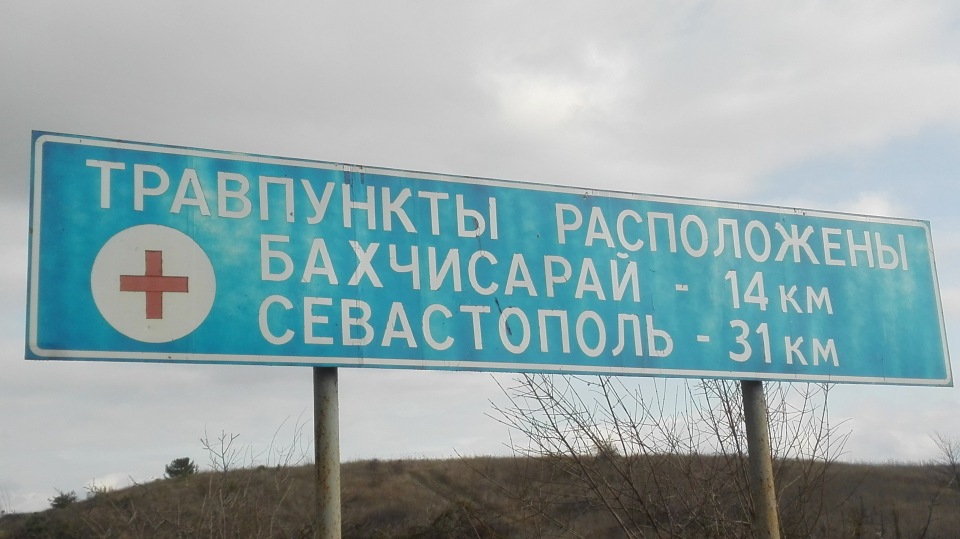 ТРАВПУНКТЫ РАСПОЛОЖЕНЫ
БАХЧИСАРАЙ - 14 км
СЕВАСТОПОЛЬ - 31 км